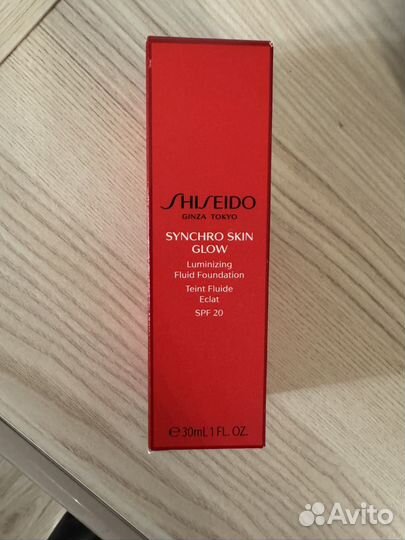 SHISEIDO
GINZA TOKYO
SYNCHRO SKIN
GLOW
Luminizing
Fluid Foundation
Teint Fluide
Eclat
SPF 20
℮ 30mL 1 FL. OZ.
Avito